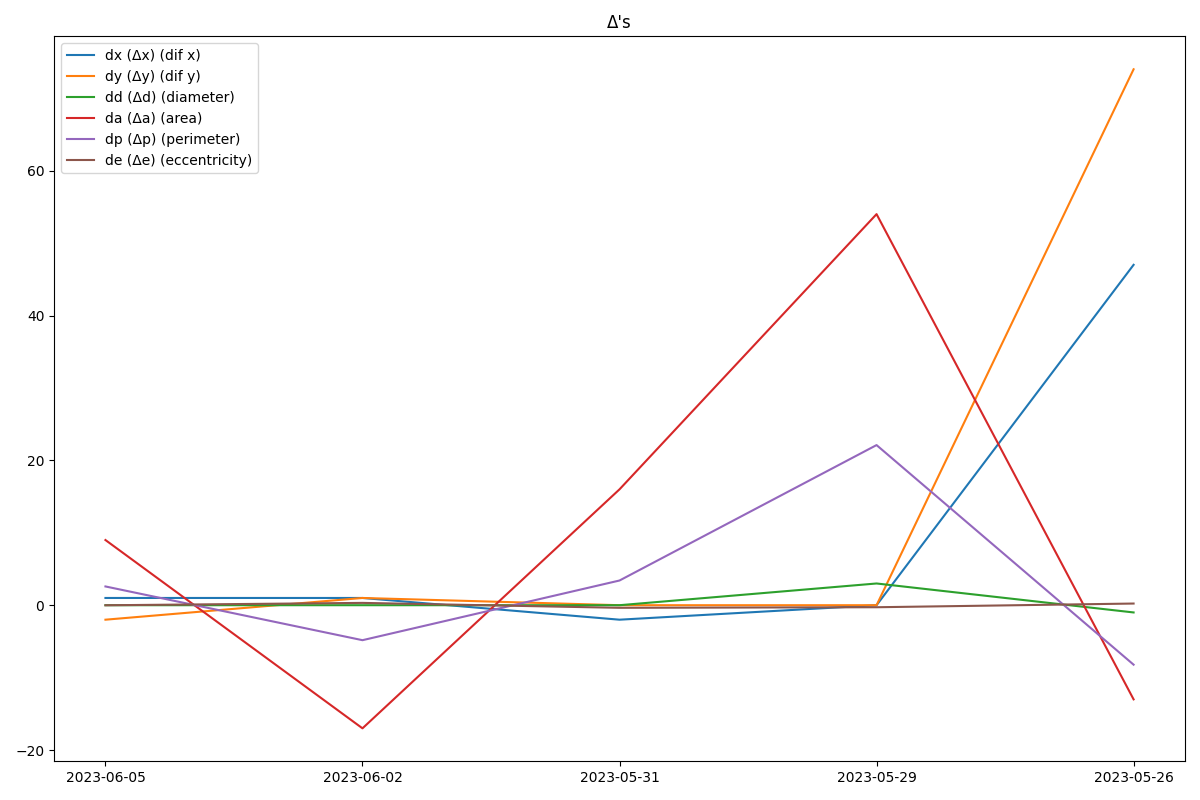 Δ's
dx (Δx) (dif x)
dy (Δy) (dif y)
dd (Δd) (diameter)
da (Δa) (area)
dp (Δp) (perimeter)
de (Δe) (eccentricity)
60
40
20
0
−20
2023-06-05 2023-06-02 2023-05-31 2023-05-29 2023-05-26